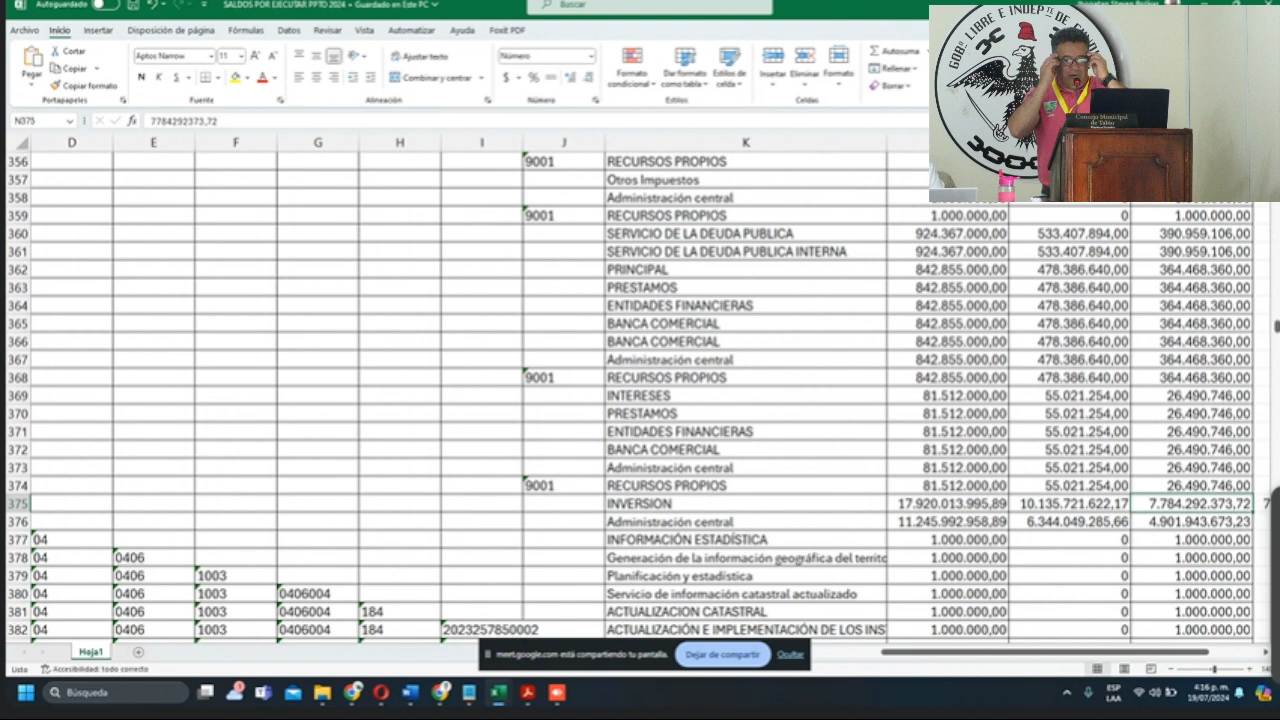 Autoguardado
SALDOS POR EJECUTAR PPTO 2024 • Guardado en Este PC
Buscar
Archivo Inicio Insertar Disposición de página Fórmulas Datos Revisar Vista Automatizar Ayuda Foxit PDF
Pegar
Cortar
Copiar
Copiar formato
Portapapeles
Aptos Narrow 11
N K S
Fuente
Ajustar texto
Combinar y centrar
Alineación
Número
$ % 000
Número
Formato condicional
Dar formato como tabla
Estilos de celda
Estilos
Insertar Eliminar Formato
Celdas
Autosuma
Rellenar
Borrar
GOBº LIBRE E INDEP TE DE
Concejo Municipal
de Tabio
N375 fx 7784292373,72
D E F G H I J K
356 9001 RECURSOS PROPIOS
357 Otros Impuestos
358 Administración central
359 9001 RECURSOS PROPIOS 1.000.000,00 0 1.000.000,00
360 SERVICIO DE LA DEUDA PUBLICA 924.367.000,00 533.407.894,00 390.959.106,00
361 SERVICIO DE LA DEUDA PUBLICA INTERNA 924.367.000,00 533.407.894,00 390.959.106,00
362 PRINCIPAL 842.855.000,00 478.386.640,00 364.468.360,00
363 PRESTAMOS 842.855.000,00 478.386.640,00 364.468.360,00
364 ENTIDADES FINANCIERAS 842.855.000,00 478.386.640,00 364.468.360,00
365 BANCA COMERCIAL 842.855.000,00 478.386.640,00 364.468.360,00
366 BANCA COMERCIAL 842.855.000,00 478.386.640,00 364.468.360,00
367 Administración central 842.855.000,00 478.386.640,00 364.468.360,00
368 9001 RECURSOS PROPIOS 842.855.000,00 478.386.640,00 364.468.360,00
369 INTERESES 81.512.000,00 55.021.254,00 26.490.746,00
370 PRESTAMOS 81.512.000,00 55.021.254,00 26.490.746,00
371 ENTIDADES FINANCIERAS 81.512.000,00 55.021.254,00 26.490.746,00
372 BANCA COMERCIAL 81.512.000,00 55.021.254,00 26.490.746,00
373 Administración central 81.512.000,00 55.021.254,00 26.490.746,00
374 9001 RECURSOS PROPIOS 81.512.000,00 55.021.254,00 26.490.746,00
375 INVERSION 17.920.013.995,89 10.135.721.622,17 7.784.292.373,72 7
376 Administración central 11.245.992.958,89 6.344.049.285,66 4.901.943.673,23
377 04 INFORMACIÓN ESTADÍSTICA 1.000.000,00 0 1.000.000,00
378 04 0406 Generación de la información geográfica del territo 1.000.000,00 0 1.000.000,00
379 04 0406 1003 Planificación y estadística 1.000.000,00 0 1.000.000,00
380 04 0406 1003 0406004 Servicio de información catastral actualizado 1.000.000,00 0 1.000.000,00
381 04 0406 1003 0406004 184 ACTUALIZACION CATASTRAL 1.000.000,00 0 1.000.000,00
382 04 0406 1003 0406004 184 2023257850002 ACTUALIZACIÓN E IMPLEMENTACIÓN DE LOS INS 1.000.000,00 0 1.000.000,00
Hoja1
meet.google.com está compartiendo tu pantalla. Dejar de compartir Ocultar
Listo Accesibilidad: todo correcto
Búsqueda
ESP
LAA
4:16 p. m.
19/07/2024